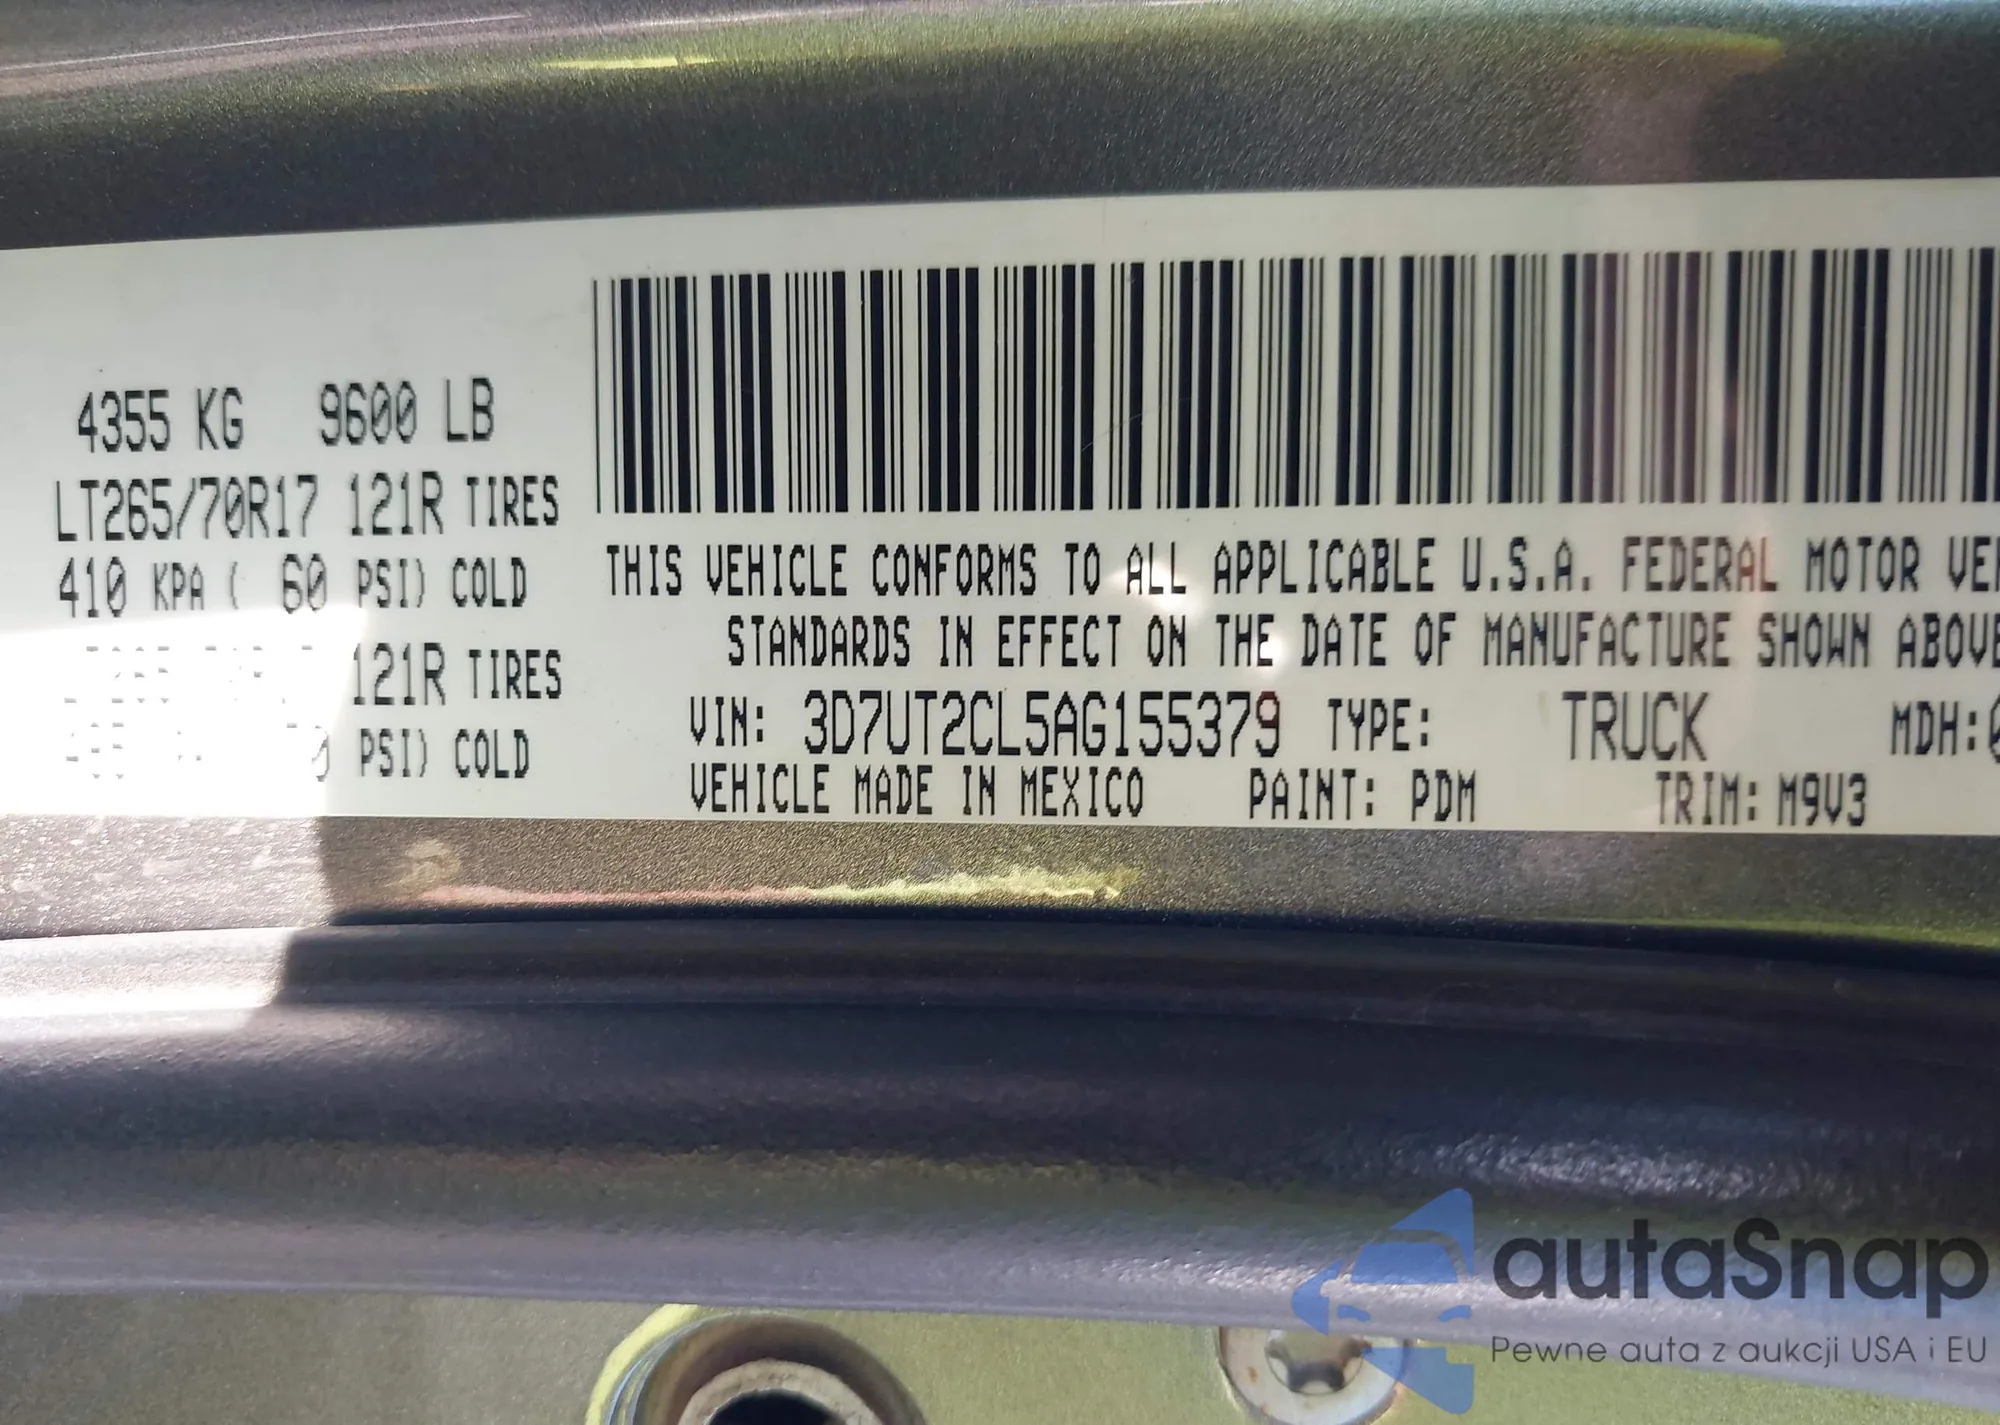 4355 KG 9600 LB
LT265/70R17 121R TIRES
410 KPA ( 60 PSI) COLD
121R TIRES
PSI) COLD
THIS VEHICLE CONFORMS TO ALL APPLICABLE U.S.A. FEDERAL MOTOR VEH
STANDARDS IN EFFECT ON THE DATE OF MANUFACTURE SHOWN ABOVE
VIN: 3D7UT2CL5AG155379 TYPE: TRUCK MDH:
VEHICLE MADE IN MEXICO PAINT: PDM TRIM: M9V3
autaSnap
Pewne auta z aukcji USA i EU